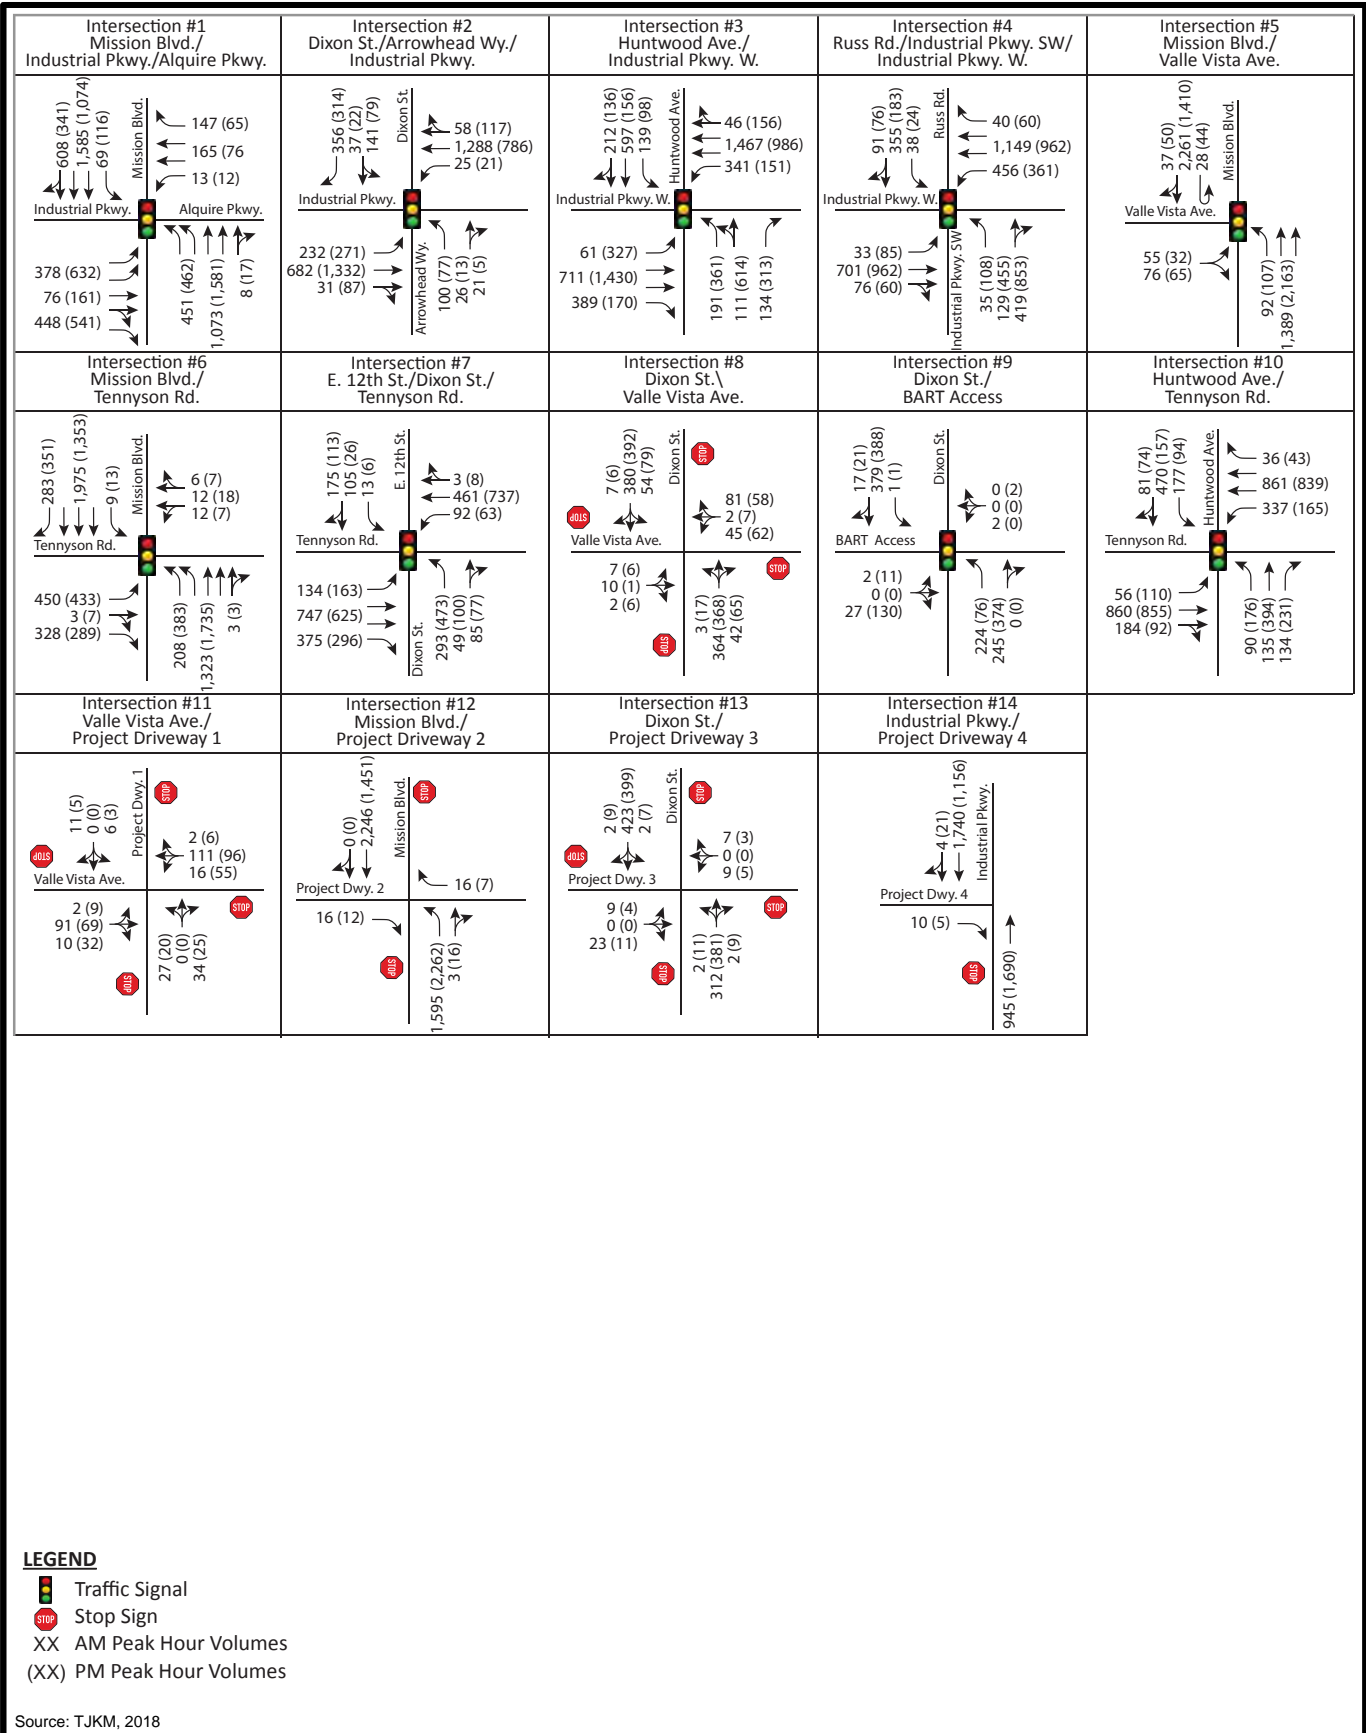 Intersection #1
Mission Blvd./
Industrial Pkwy./Alquire Pkwy.
608 (341)
1,585 (1,074)
69 (116)
Mission Blvd.
147 (65)
165 (76
13 (12)
Industrial Pkwy.
Alquire Pkwy.
378 (632)
76 (161)
448 (541)
451 (462)
1,073 (1,581)
8 (17)
Intersection #2
Dixon St./Arrowhead Wy./
Industrial Pkwy.
356 (314)
37 (22)
141 (79)
Dixon St.
58 (117)
1,288 (786)
25 (21)
Industrial Pkwy.
232 (271)
682 (1,332)
31 (87)
Arrowhead Wy.
100 (77)
26 (13)
21 (5)
Intersection #3
Huntwood Ave./
Industrial Pkwy. W.
212 (136)
597 (156)
139 (98)
Huntwood Ave.
46 (156)
1,467 (986)
341 (151)
Industrial Pkwy. W.
61 (327)
711 (1,430)
389 (170)
191 (361)
111 (614)
134 (313)
Intersection #4
Russ Rd./Industrial Pkwy. SW/
Industrial Pkwy. W.
91 (76)
355 (183)
38 (24)
Russ Rd.
40 (60)
1,149 (962)
456 (361)
Industrial Pkwy. W.
33 (85)
701 (962)
76 (60)
Industrial Pkwy. SW
35 (108)
129 (455)
419 (853)
Intersection #5
Mission Blvd./
Valle Vista Ave.
37 (50)
2,261 (1,410)
28 (44)
Mission Blvd.
Valle Vista Ave.
55 (32)
76 (65)
92 (107)
1,389 (2,163)
Intersection #6
Mission Blvd./
Tennyson Rd.
283 (351)
1,975 (1,353)
9 (13)
Mission Blvd.
6 (7)
12 (18)
12 (7)
Tennyson Rd.
450 (433)
3 (7)
328 (289)
208 (383)
1,323 (1,735)
3 (3)
Intersection #7
E. 12th St./Dixon St./
Tennyson Rd.
175 (113)
105 (26)
13 (6)
E. 12th St.
3 (8)
461 (737)
92 (63)
Tennyson Rd.
134 (163)
747 (625)
375 (296)
Dixon St.
293 (473)
49 (100)
85 (77)
Intersection #8
Dixon St.\
Valle Vista Ave.
7 (6)
380 (392)
54 (79)
Dixon St.
STOP
STOP
81 (58)
2 (7)
45 (62)
Valle Vista Ave.
STOP
7 (6)
10 (1)
2 (6)
STOP
3 (17)
364 (368)
42 (65)
Intersection #9
Dixon St./
BART Access
17 (21)
379 (388)
1 (1)
Dixon St.
0 (2)
0 (0)
2 (0)
BART Access
2 (11)
0 (0)
27 (130)
224 (76)
245 (374)
0 (0)
Intersection #10
Huntwood Ave./
Tennyson Rd.
81 (74)
470 (157)
177 (94)
Huntwood Ave.
36 (43)
861 (839)
337 (165)
Tennyson Rd.
56 (110)
860 (855)
184 (92)
90 (176)
135 (394)
134 (231)
Intersection #11
Valle Vista Ave./
Project Driveway 1
11 (5)
0 (0)
6 (3)
Project Dwy. 1
STOP
STOP
2 (6)
111 (96)
16 (55)
Valle Vista Ave.
STOP
2 (9)
91 (69)
10 (32)
STOP
27 (20)
0 (0)
34 (25)
Intersection #12
Mission Blvd./
Project Driveway 2
0 (0)
2,246 (1,451)
Mission Blvd.
STOP
16 (7)
Project Dwy. 2
16 (12)
STOP
1,595 (2,262)
3 (16)
Intersection #13
Dixon St./
Project Driveway 3
2 (9)
423 (399)
2 (7)
Dixon St.
STOP
STOP
7 (3)
0 (0)
9 (5)
Project Dwy. 3
STOP
9 (4)
0 (0)
23 (11)
STOP
2 (11)
312 (381)
2 (9)
Intersection #14
Industrial Pkwy./
Project Driveway 4
4 (21)
1,740 (1,156)
Industrial Pkwy.
Project Dwy. 4
10 (5)
STOP
945 (1,690)
LEGEND
Traffic Signal
STOP Stop Sign
XX AM Peak Hour Volumes
(XX) PM Peak Hour Volumes
Source: TJKM, 2018